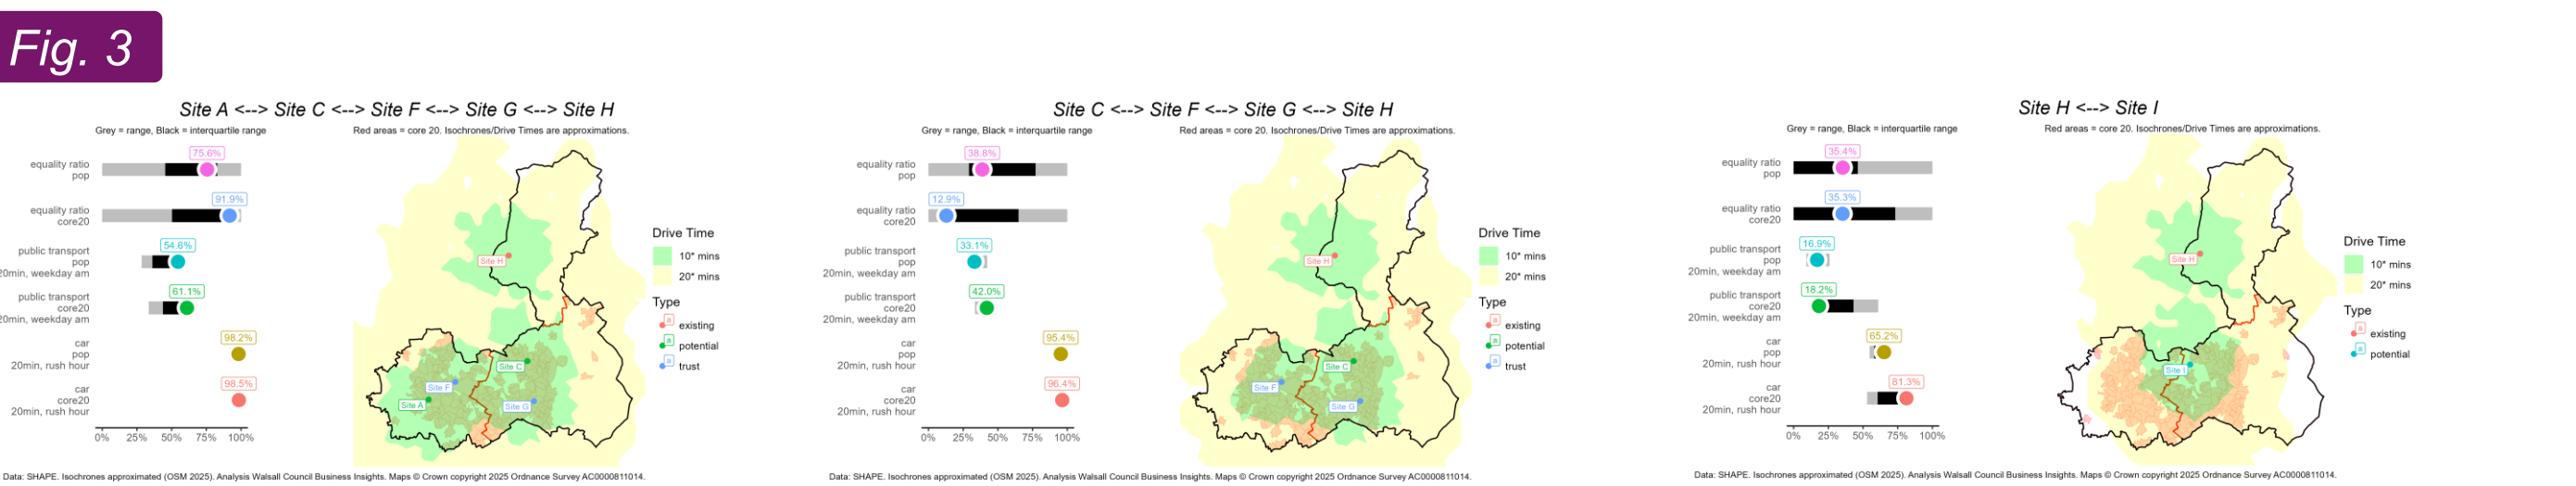 Fig. 3
Site A <--> Site C <--> Site F <--> Site G <--> Site H
Grey = range, Black = interquartile range
Red areas = core 20. Isochrones/Drive Times are approximations.
equality ratio
pop
75.6%
equality ratio
core20
91.9%
public transport
pop
20min, weekday am
54.6%
public transport
core20
20min, weekday am
61.1%
car
pop
20min, rush hour
98.2%
car
core20
20min, rush hour
98.5%
0% 25% 50% 75% 100%
Site H
Site C
Site F
Site A
Site G
Drive Time
10* mins
20* mins
Type
a existing
a potential
a trust
Data: SHAPE. Isochrones approximated (OSM 2025). Analysis Walsall Council Business Insights. Maps © Crown copyright 2025 Ordnance Survey AC0000811014.
Site C <--> Site F <--> Site G <--> Site H
Grey = range, Black = interquartile range
Red areas = core 20. Isochrones/Drive Times are approximations.
equality ratio
pop
38.8%
equality ratio
core20
12.9%
public transport
pop
20min, weekday am
33.1%
public transport
core20
20min, weekday am
42.0%
car
pop
20min, rush hour
95.4%
car
core20
20min, rush hour
96.4%
0% 25% 50% 75% 100%
Site H
Site C
Site F
Site G
Drive Time
10* mins
20* mins
Type
a existing
a potential
a trust
Data: SHAPE. Isochrones approximated (OSM 2025). Analysis Walsall Council Business Insights. Maps © Crown copyright 2025 Ordnance Survey AC0000811014.
Site H <--> Site I
Grey = range, Black = interquartile range
Red areas = core 20. Isochrones/Drive Times are approximations.
equality ratio
pop
35.4%
equality ratio
core20
35.3%
public transport
pop
20min, weekday am
16.9%
public transport
core20
20min, weekday am
18.2%
car
pop
20min, rush hour
65.2%
car
core20
20min, rush hour
81.3%
0% 25% 50% 75% 100%
Site H
Site I
Drive Time
10* mins
20* mins
Type
a existing
a potential
Data: SHAPE. Isochrones approximated (OSM 2025). Analysis Walsall Council Business Insights. Maps © Crown copyright 2025 Ordnance Survey AC0000811014.